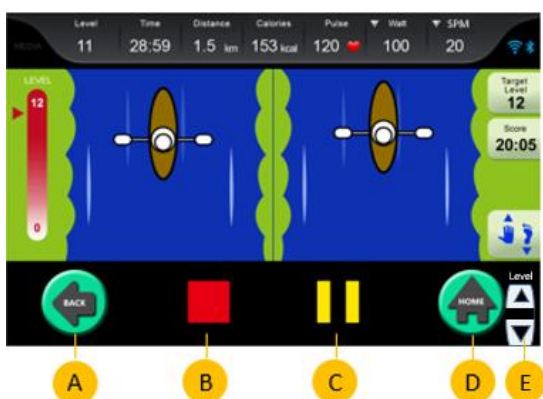 Level Time Distance Calories Pulse ▼ Watt ▼ SPM
MEDIA 11 28:59 1.5 km 153 kcal 120 100 20
LEVEL
12
0
Target
Level
12
Score
20:05
BACK
HOME
Level
A B C D E